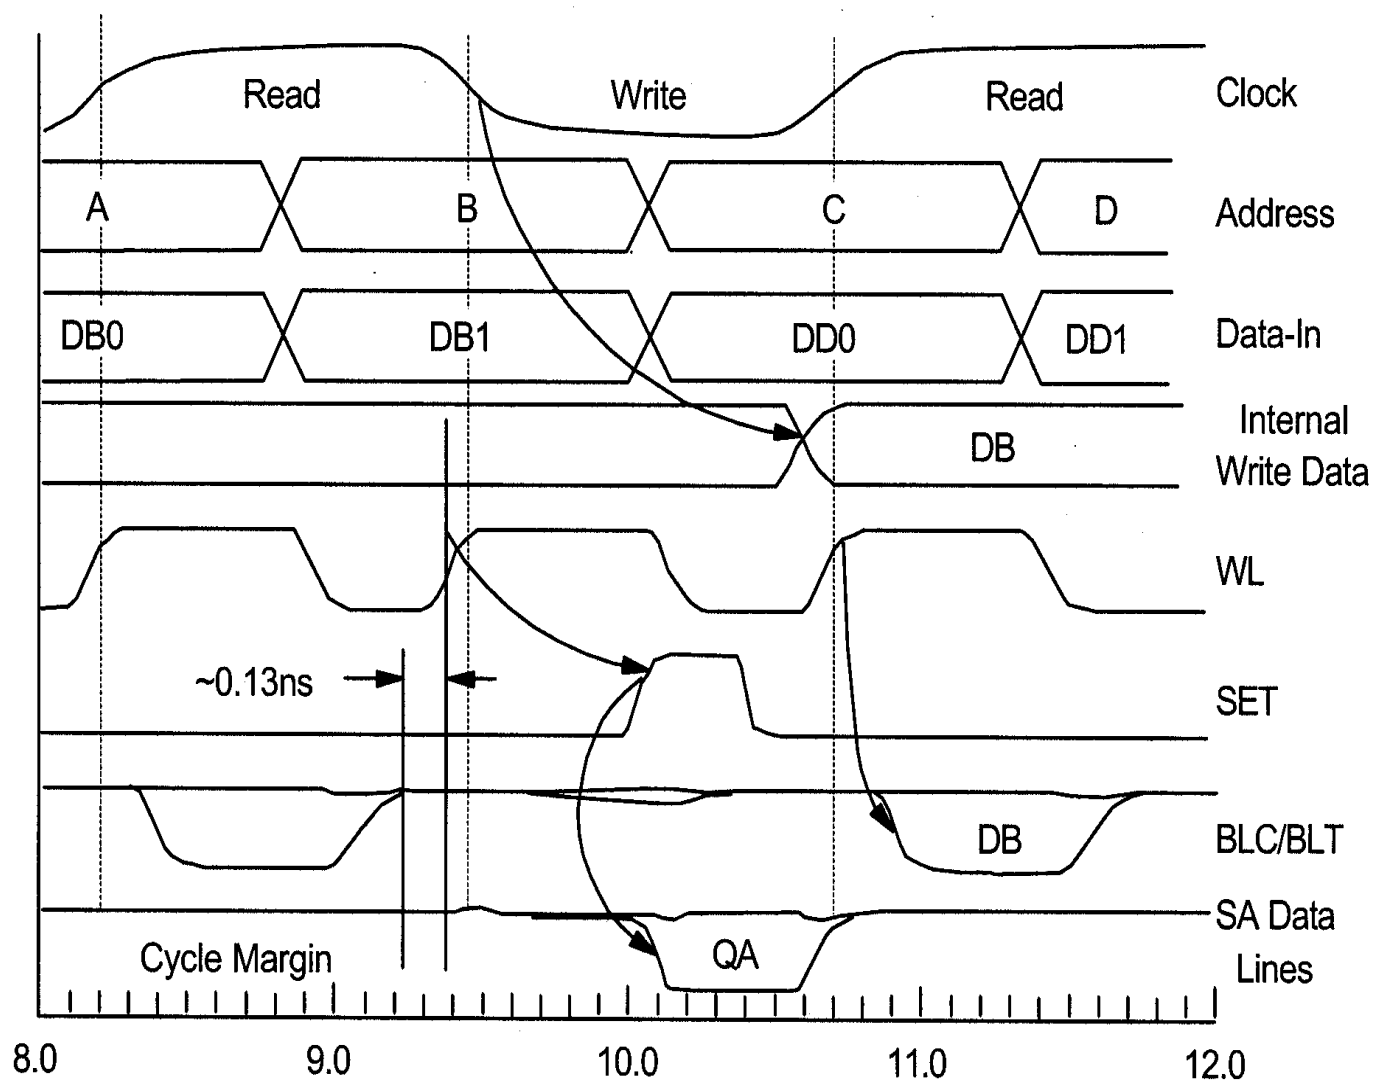 Read Write Read Clock
A B C D Address
DB0 DB1 DD0 DD1 Data-In
DB Internal
Write Data
WL
~0.13ns SET
DB BLC/BLT
Cycle Margin QA SA Data
Lines
8.0 9.0 10.0 11.0 12.0